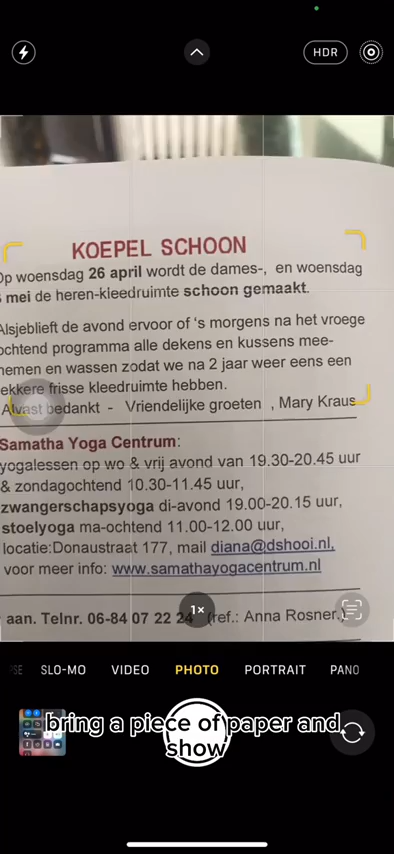 HDR
KOEPEL SCHOON
Op woensdag 26 april wordt de dames-, en woensdag
mei de heren-kleedruimte schoon gemaakt.
Alsjeblieft de avond ervoor of 's morgens na het vroege
ochtend programma alle dekens en kussens mee-
nemen en wassen zodat we na 2 jaar weer eens een
lekkere frisse kleedruimte hebben.
Alvast bedankt - Vriendelijke groeten , Mary Kraus
Samatha Yoga Centrum:
yogalessen op wo & vrij avond van 19.30-20.45 uur
& zondagochtend 10.30-11.45 uur,
zwangerschapsyoga di-avond 19.00-20.15 uur,
stoelyoga ma-ochtend 11.00-12.00 uur,
locatie:Donaustraat 177, mail diana@dshooi.nl,
voor meer info: www.samathayogacentrum.nl
aan. Telnr. 06-84 07 22 24 (ref.: Anna Rosner.)
1×
SLO-MO VIDEO PHOTO PORTRAIT PANO
bring a piece of paper and
show